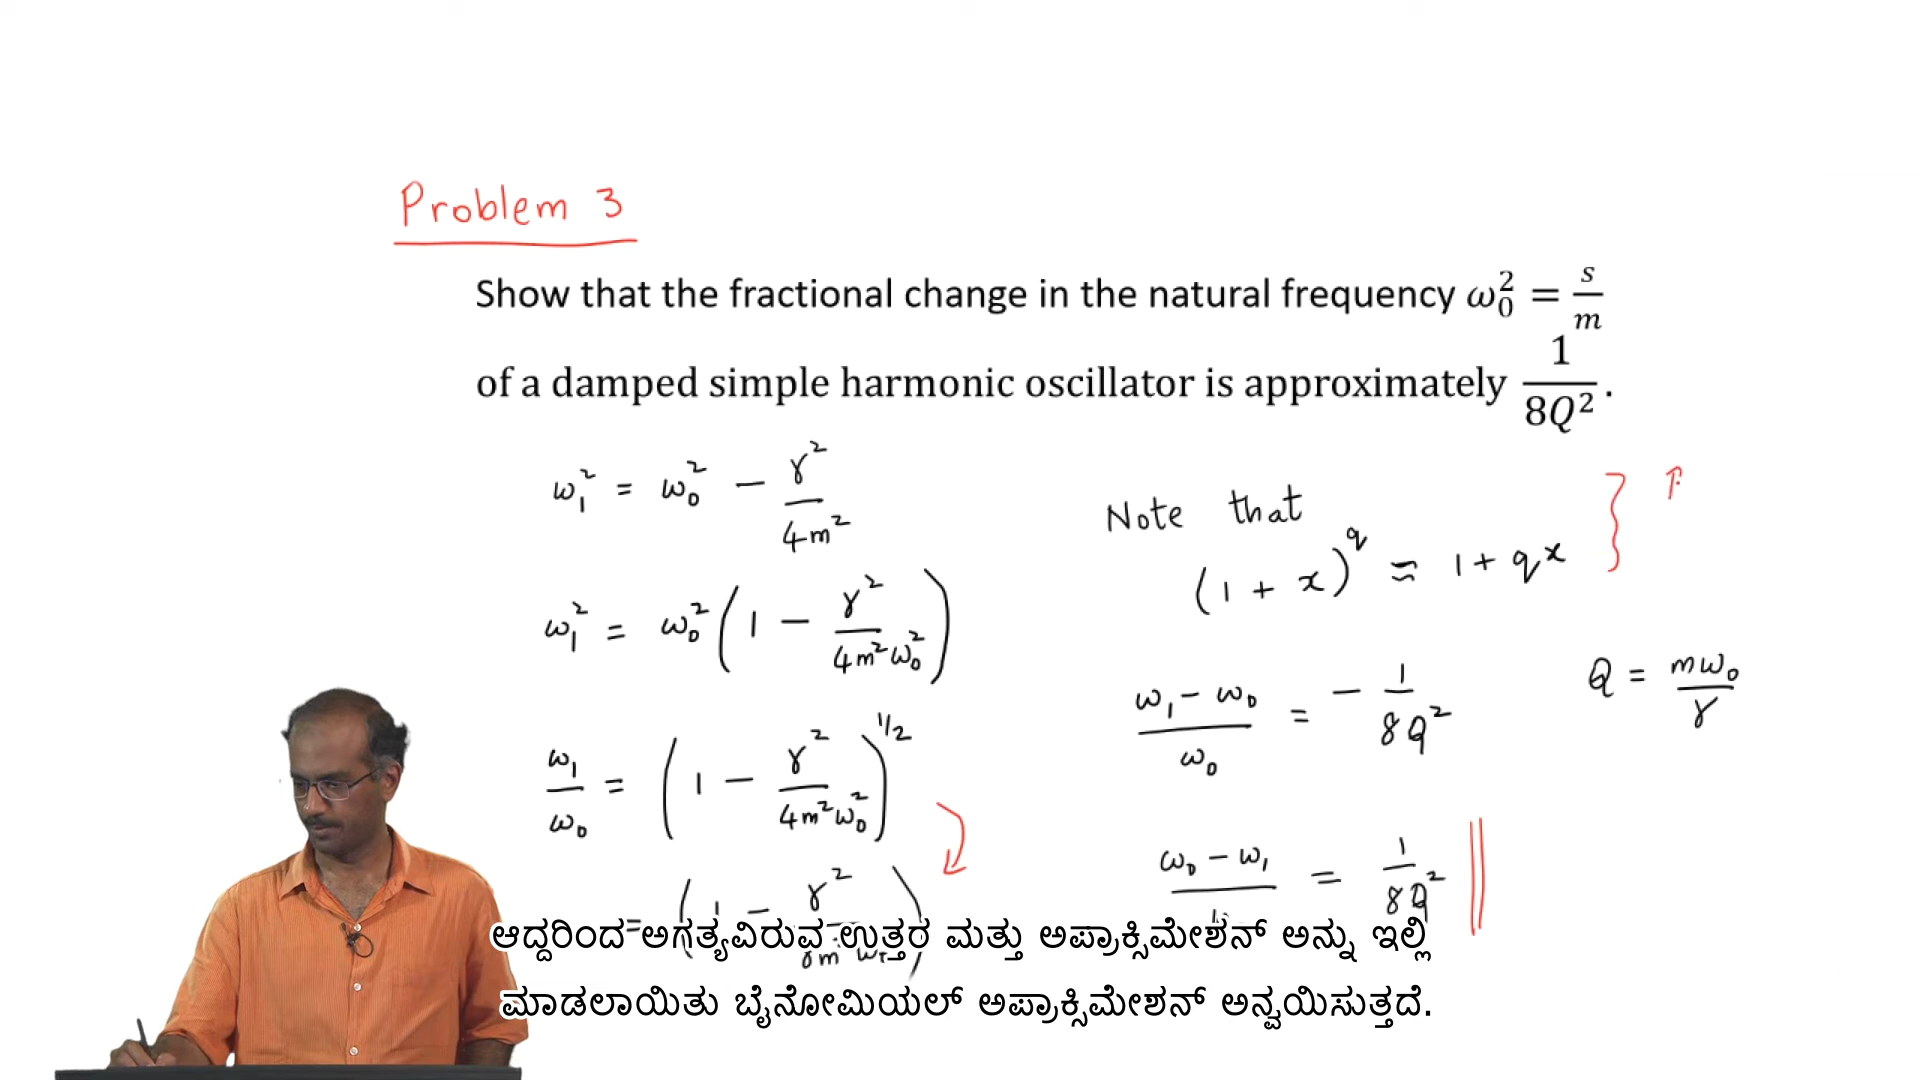 Problem 3
Show that the fractional change in the natural frequency ω₀² = s/m
of a damped simple harmonic oscillator is approximately 1/8Q².
ω₁² = ω₀² − γ²/4m²
ω₁² = ω₀² (1 − γ²/4m²ω₀²)
ω₁/ω₀ = (1 − γ²/4m²ω₀²)^1/2
= (1 − γ²
Note that
(1 + x)^q ≈ 1 + qx
(ω₁ − ω₀)/ω₀ = − 1/8Q²
Q = mω₀/γ
ω₀ − ω₁ = 1/8Q²
ಆದ್ದರಿಂದ ಅಗತ್ಯವಿರುವ ಉತ್ತರ ಮತ್ತು ಅಪ್ರಾಕ್ಸಿಮೇಶನ್ ಅನ್ನು ಇಲ್ಲಿ
ಮಾಡಲಾಯಿತು ಬೈನೋಮಿಯಲ್ ಅಪ್ರಾಕ್ಸಿಮೇಶನ್ ಅನ್ವಯಿಸುತ್ತದೆ.